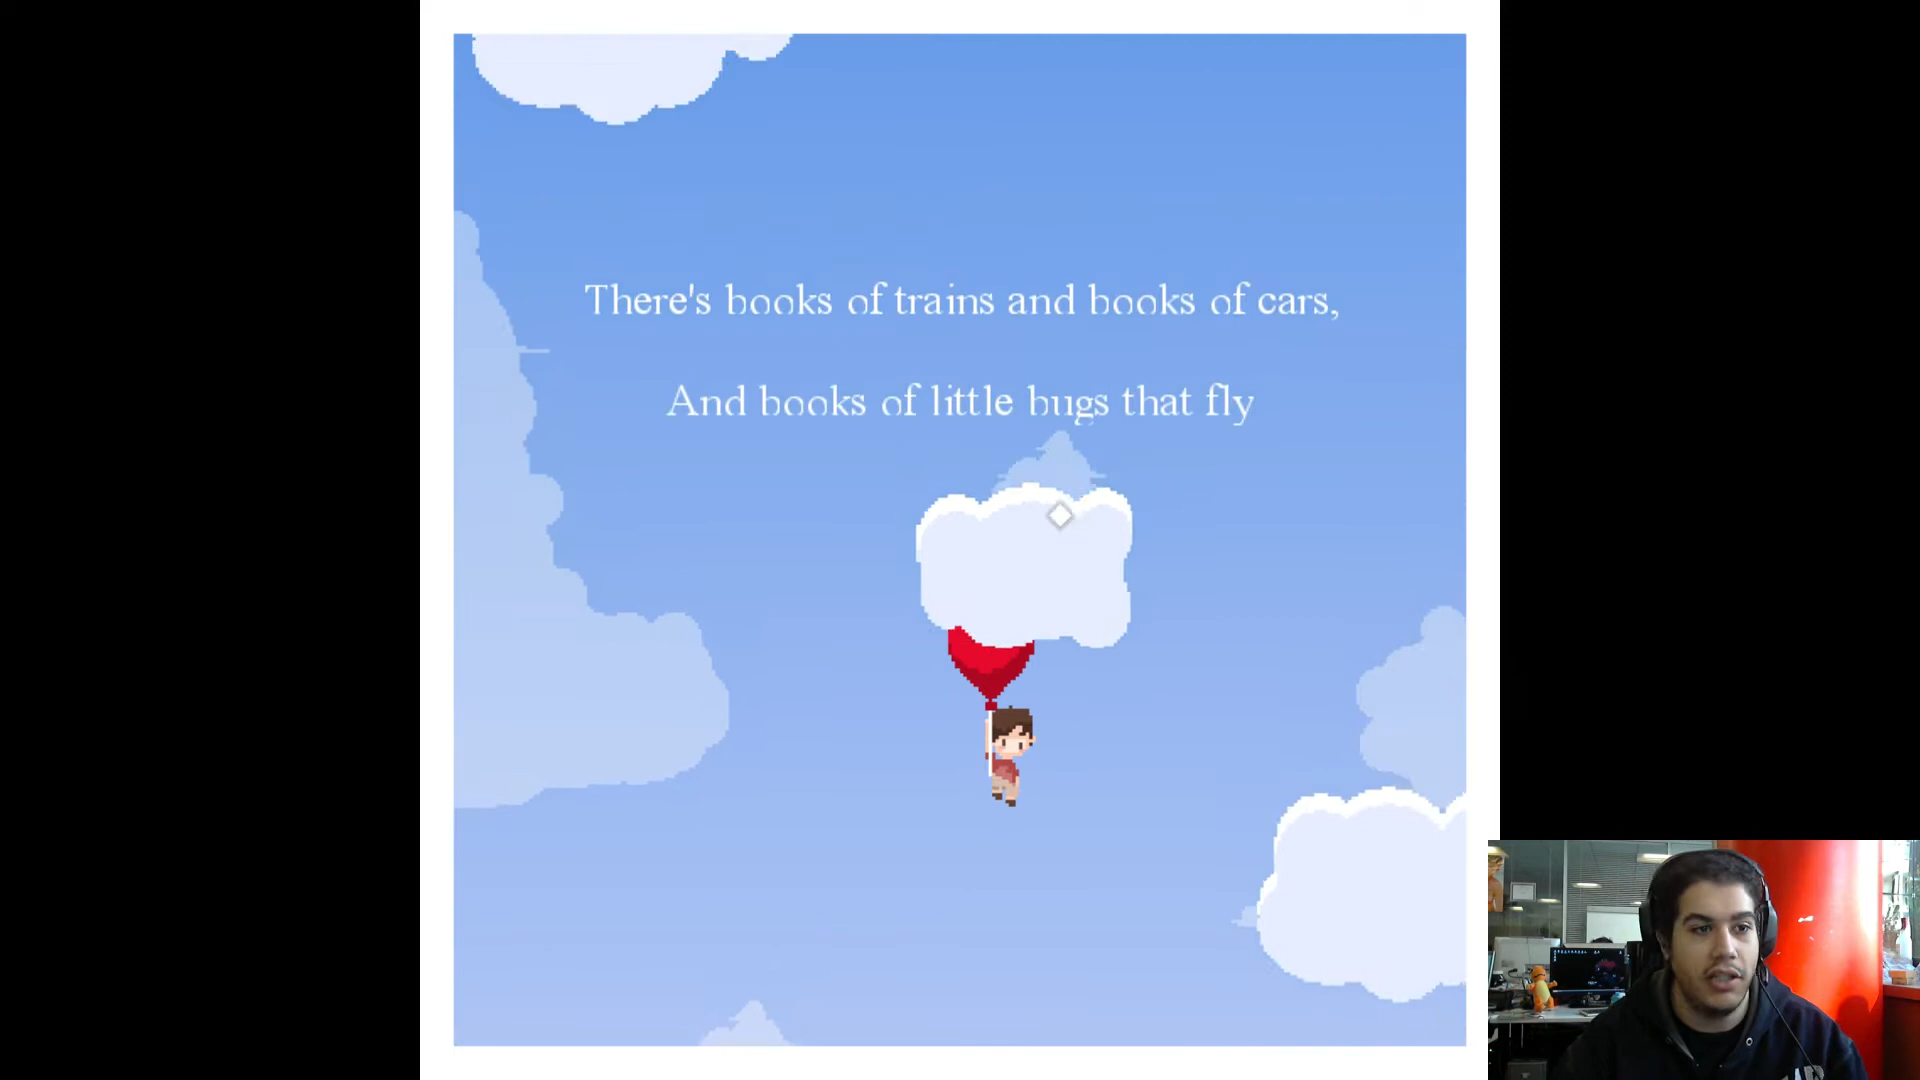 There's books of trains and books of cars,
And books of little bugs that fly